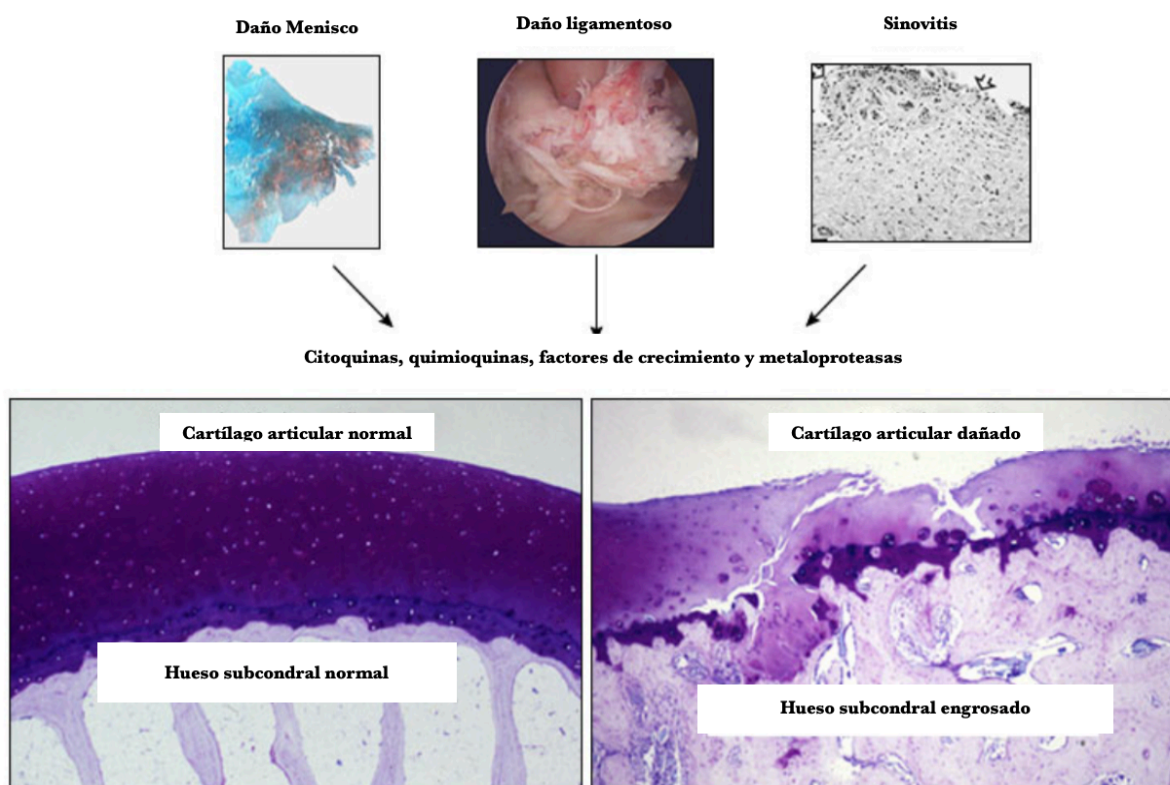 Daño Menisco
Daño ligamentoso
Sinovitis
Citoquinas, quimioquinas, factores de crecimiento y metaloproteasas
Cartílago articular normal
Cartílago articular dañado
Hueso subcondral normal
Hueso subcondral engrosado